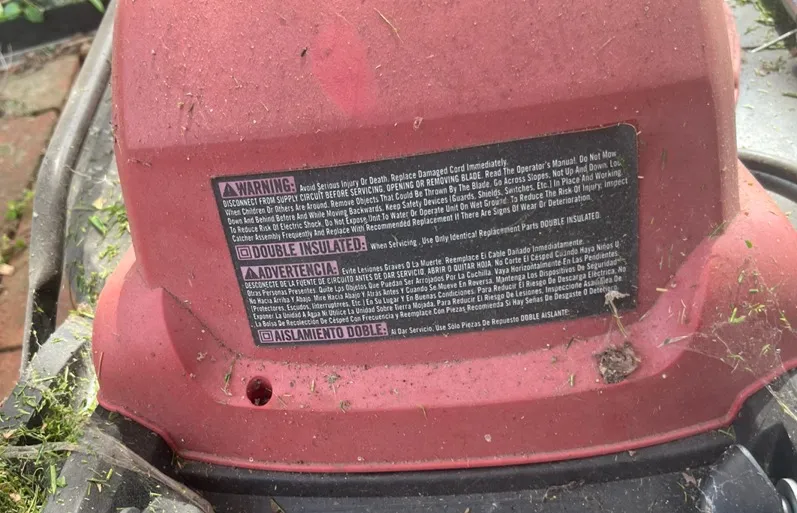 WARNING: Avoid Serious Injury Or Death. Replace Damaged Cord Immediately.
DISCONNECT FROM SUPPLY CIRCUIT BEFORE SERVICING, OPENING OR REMOVING BLADE. Read The Operator's Manual. Do Not Mow
When Children Or Others Are Around. Remove Objects That Could Be Thrown By The Blade. Go Across Slopes, Not Up And Down. Look
Down And Behind Before And While Moving Backwards. Keep Safety Devices (Guards, Shields, Switches, Etc.) In Place And Working.
To Reduce Risk Of Electric Shock, Do Not Expose Unit To Water Or Operate Unit On Wet Ground. To Reduce The Risk Of Injury, Inspect
Catcher Assembly Frequently And Replace With Recommended Replacement If There Are Signs Of Wear Or Deterioration.
DOUBLE INSULATED: When Servicing, Use Only Identical Replacement Parts DOUBLE INSULATED.
ADVERTENCIA: Evite Lesiones Graves O La Muerte. Reemplace El Cable Dañado Inmediatamente.
DESCONECTE DE LA FUENTE DE CIRCUITO ANTES DE DAR SERVICIO, ABRIR O QUITAR HOJA. No Corte El Césped Cuando Haya Niños U
Otras Personas Presentes. Quite Los Objetos Que Puedan Ser Arrojados Por La Cuchilla. Vaya Horizontalmente En Las Pendientes,
No Hacia Arriba Y Abajo. Mire Hacia Abajo Y Atras Antes Y Cuando Se Mueve En Reversa. Mantenga Los Dispositivos De Seguridad
(Protectores, Escudos, Interruptores, Etc.) En Su Lugar Y En Buenas Condiciones. Para Reducir El Riesgo De Descarga Eléctrica, No
Exponer La Unidad A Agua Ni Utilice La Unidad Sobre Tierra Mojada. Para Reducir El Riesgo De Lesiones, Inspeccione Asamblea De
La Bolsa De Recolección De Césped Con Frecuencia y Reemplace Con Piezas Recomendada Si Hay Señas De Desgaste O Deterioro.
AISLAMIENTO DOBLE: Al Dar Servicio, Use Sólo Piezas De Repuesto DOBLE AISLANTE.